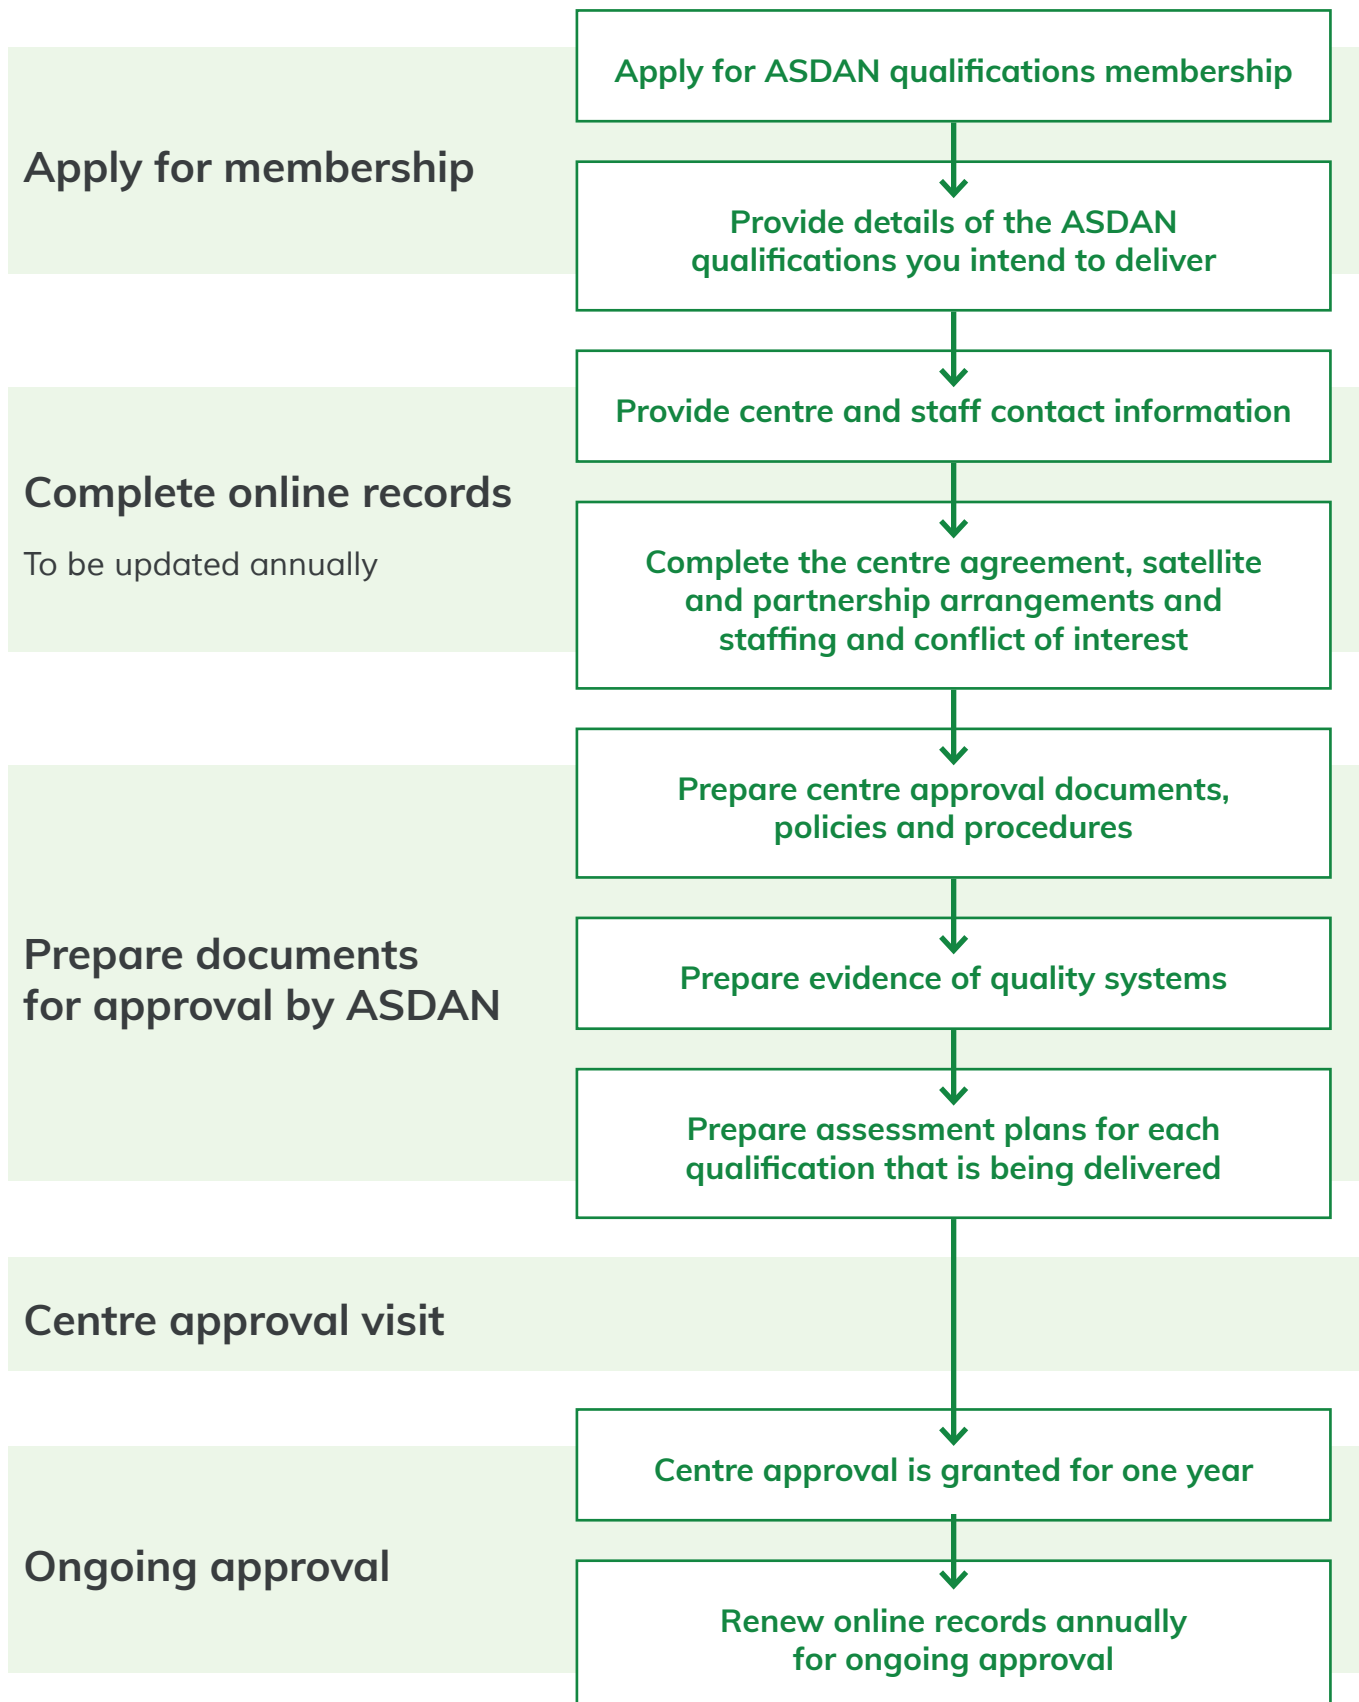 Apply for membership
Apply for ASDAN qualifications membership
Provide details of the ASDAN
qualifications you intend to deliver
Complete online records
To be updated annually
Provide centre and staff contact information
Complete the centre agreement, satellite
and partnership arrangements and
staffing and conflict of interest
Prepare documents
for approval by ASDAN
Prepare centre approval documents,
policies and procedures
Prepare evidence of quality systems
Prepare assessment plans for each
qualification that is being delivered
Centre approval visit
Ongoing approval
Centre approval is granted for one year
Renew online records annually
for ongoing approval